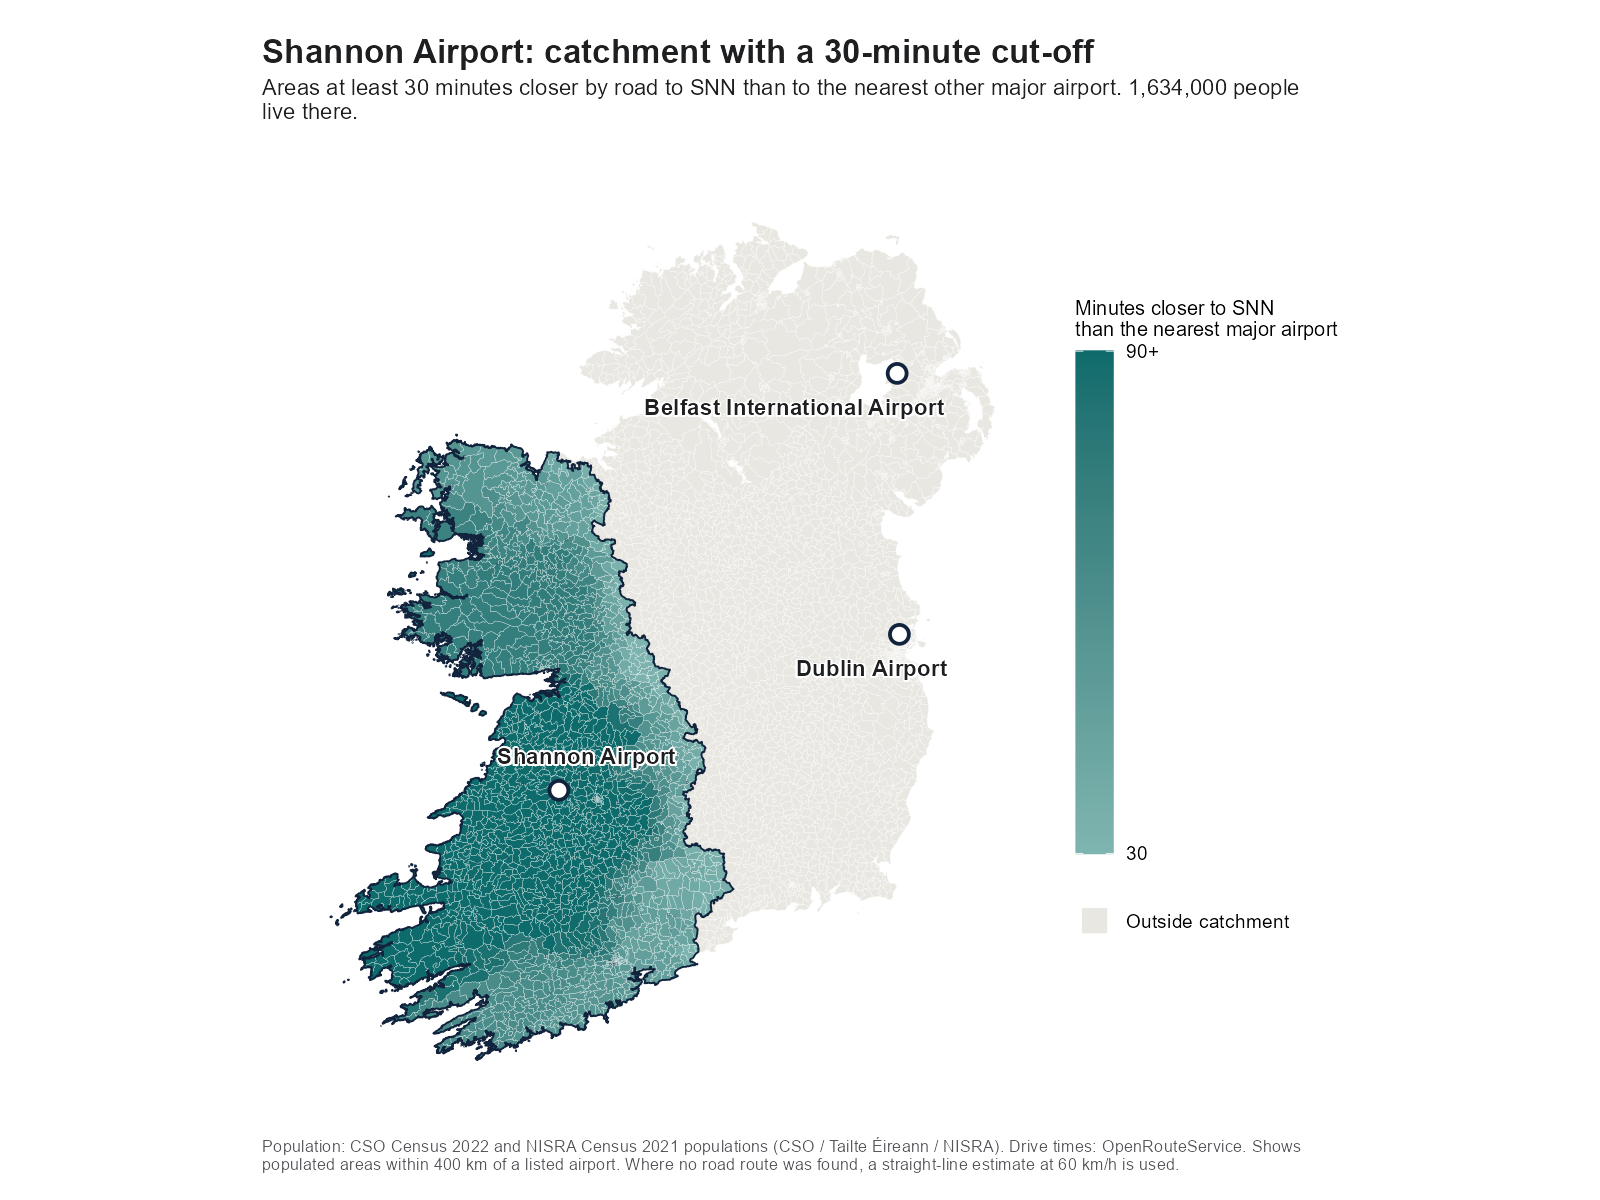 Shannon Airport: catchment with a 30-minute cut-off
Areas at least 30 minutes closer by road to SNN than to the nearest other major airport. 1,634,000 people
live there.
Minutes closer to SNN
than the nearest major airport
90+
Belfast International Airport
Dublin Airport
Shannon Airport
30
Outside catchment
Population: CSO Census 2022 and NISRA Census 2021 populations (CSO / Tailte Éireann / NISRA). Drive times: OpenRouteService. Shows
populated areas within 400 km of a listed airport. Where no road route was found, a straight-line estimate at 60 km/h is used.